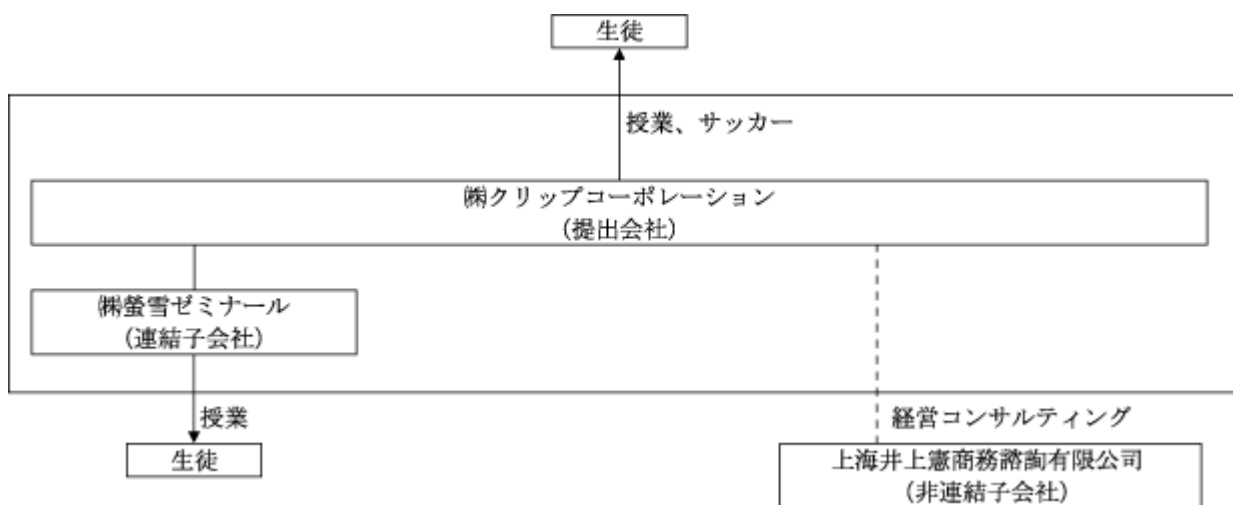 生徒
授業、サッカー
㈱クリップコーポレーション
（提出会社）
㈱螢雪ゼミナール
（連結子会社）
授業
生徒
経営コンサルティング
上海井上憲商務諮詢有限公司
（非連結子会社）